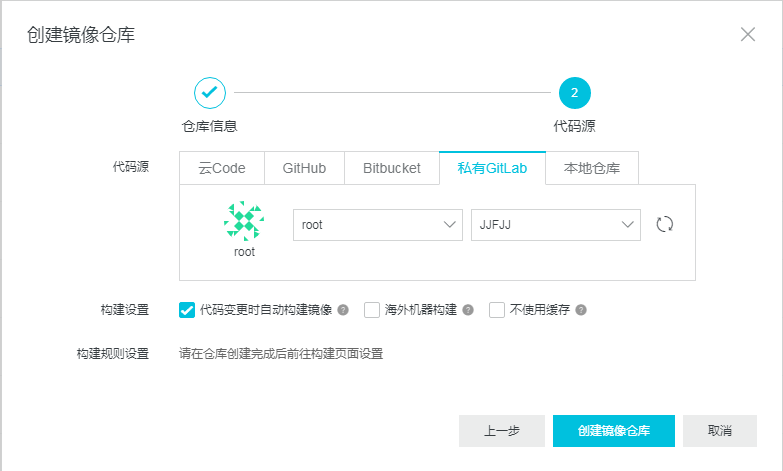 创建镜像仓库
2
仓库信息 代码源
代码源 云Code GitHub Bitbucket 私有GitLab 本地仓库
root JJFJJ
root
构建设置 代码变更时自动构建镜像 ? 海外机器构建 ? 不使用缓存 ?
构建规则设置 请在仓库创建完成后前往构建页面设置
上一步 创建镜像仓库 取消